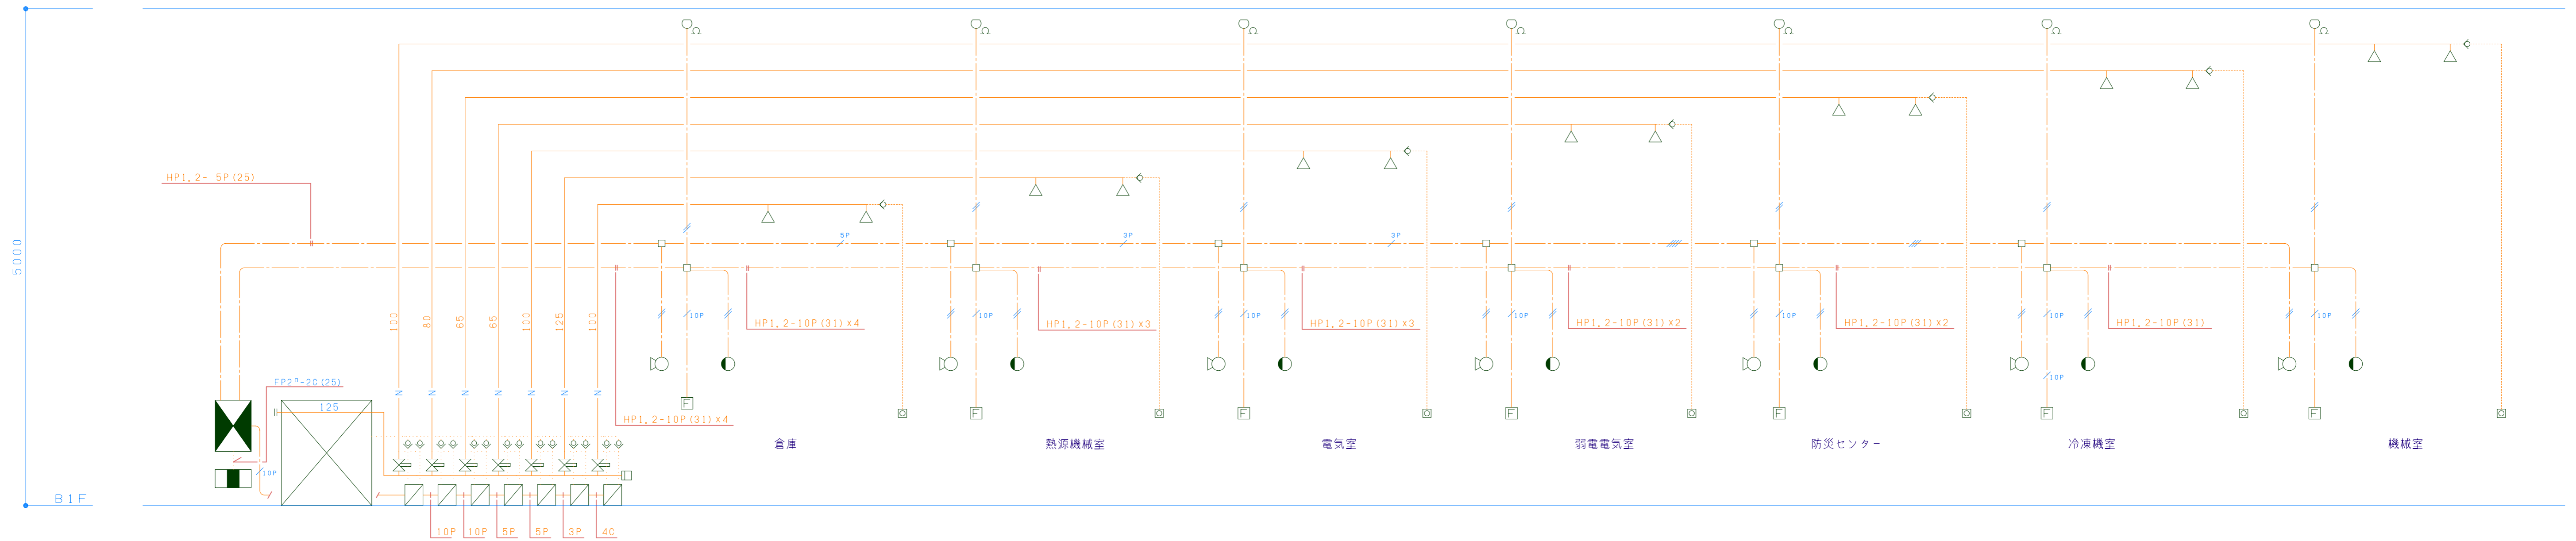 5P
3P
3P
HP1.2- 5P(25)
5000
100
80
65
65
100
125
100
10P
10P
10P
10P
10P
10P
10P
HP1.2-10P(31)x4
HP1.2-10P(31)x3
HP1.2-10P(31)x3
HP1.2-10P(31)x2
HP1.2-10P(31)x2
HP1.2-10P(31)
10P
FP2□-2C(25)
N
N
N
N
N
N
N
125
F
F
F
F
F
F
F
HP1.2-10P(31)x4
倉庫
熱源機械室
電気室
弱電電気室
防災センター
冷凍機室
機械室
10P
B1F
10P
10P
5P
5P
3P
4C